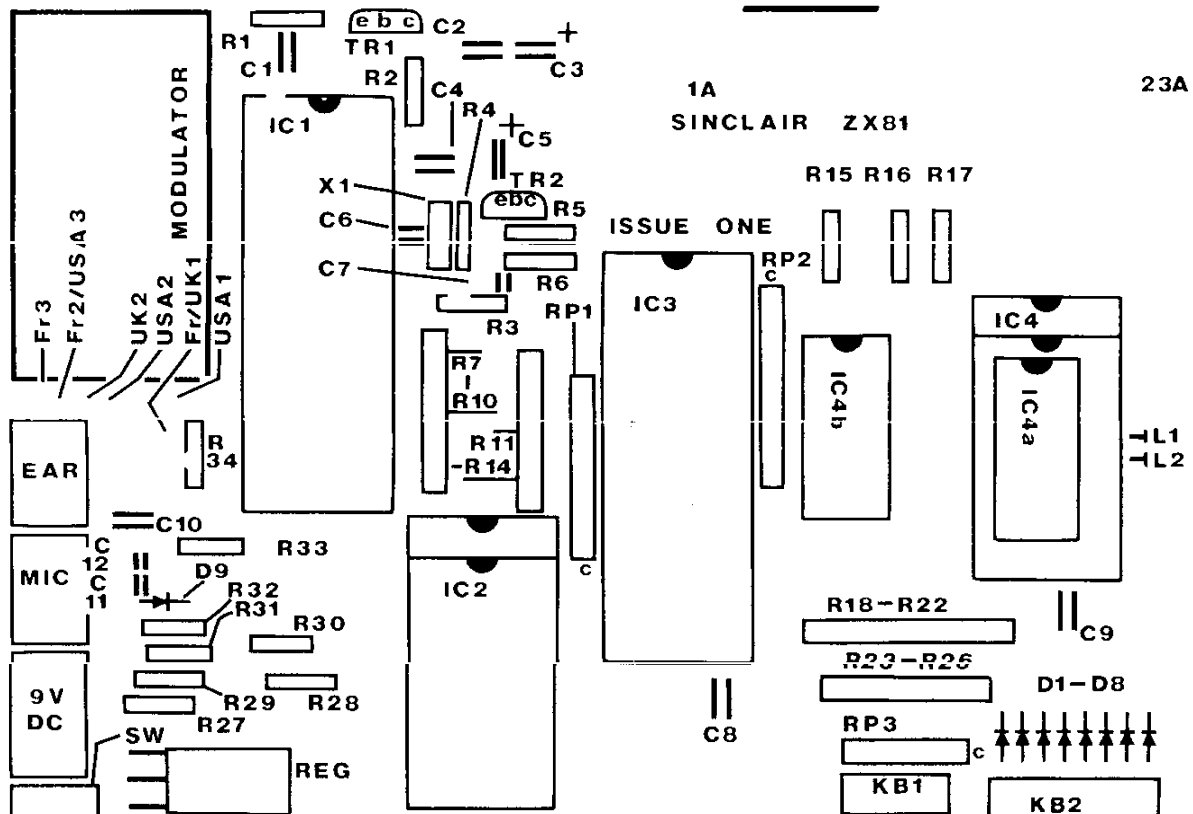 R1
e b c
TR1
C1
C2
+
C3
R2
C4
R4
+
C5
MODULATOR
IC1
X1
C6
C7
TR2
ebc
R5
R6
R3
1A
23A
SINCLAIR ZX81
ISSUE ONE
R15
R16
R17
RP2
c
IC3
RP1
IC4
IC4a
IC4b
Fr3
Fr2/USA3
UK2
USA2
Fr/UK1
USA1
R7
R10
R11
-R14
L1
L2
R
34
EAR
C10
R33
c
MIC
C
12
C
11
D9
R32
R31
R30
IC2
R18-R22
C9
R23-R26
9V
DC
R29
R28
R27
SW
REG
C8
D1-D8
RP3
c
KB1
KB2